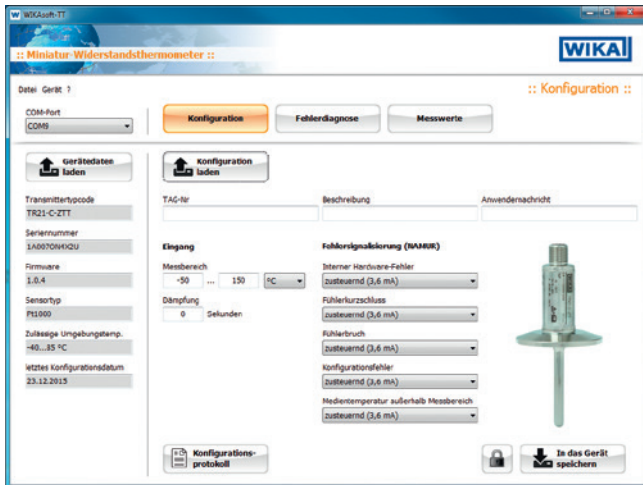 WIKAsoft-TT
:: Miniatur-Widerstandsthermometer ::
WIKA
Datei Gerät ?
:: Konfiguration ::
COM-Port
COM9
Konfiguration
Fehlerdiagnose
Messwerte
Gerätedaten
laden
Konfiguration
laden
Transmittertypcode
TR21-C-ZTT
Seriennummer
1A007ON4X2U
Firmware
1.0.4
Sensortyp
Pt1000
Zulässige Umgebungstemp.
-40...85 °C
letztes Konfigurationsdatum
23.12.2015
TAG-Nr
Beschreibung
Anwendernachricht
Eingang
Messbereich
-50 ... 150 °C
Dämpfung
0 Sekunden
Fehlersignalisierung (NAMUR)
Interner Hardware-Fehler
zusteuernd (3,6 mA)
Fühlerkurzschluss
zusteuernd (3,6 mA)
Fühlerbruch
zusteuernd (3,6 mA)
Konfigurationsfehler
zusteuernd (3,6 mA)
Medientemperatur außerhalb Messbereich
zusteuernd (3,6 mA)
Konfigurations-
protokoll
In das Gerät
speichern